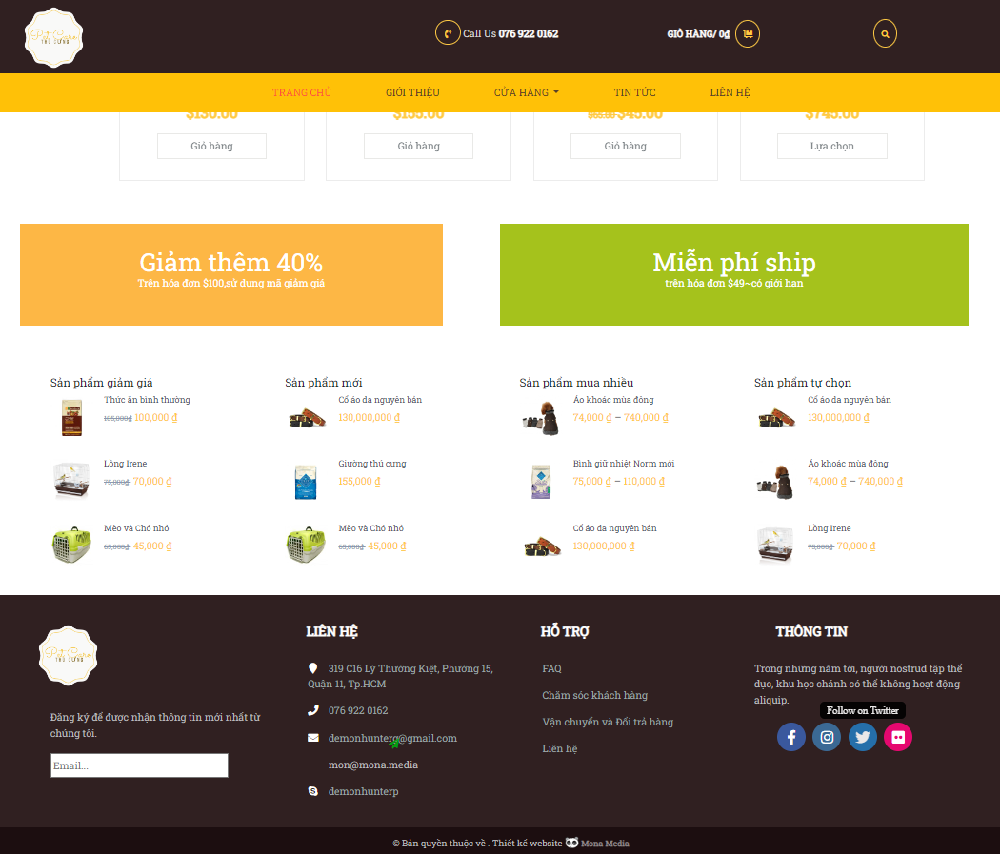 Pet Care
THÚ CƯNG
Call Us 076 922 0162
GIỎ HÀNG/ 0₫
TRANG CHỦ
GIỚI THIỆU
CỬA HÀNG
TIN TỨC
LIÊN HỆ
$130.00
$155.00
$65.00 $45.00
$745.00
Giỏ hàng
Giỏ hàng
Giỏ hàng
Lựa chọn
Giảm thêm 40%
Trên hóa đơn $100,sử dụng mã giảm giá
Miễn phí ship
trên hóa đơn $49~có giới hạn
Sản phẩm giảm giá
Thức ăn bình thường
105,000₫ 100,000 ₫
Lồng Irene
75,000₫ 70,000 ₫
Mèo và Chó nhỏ
65,000₫ 45,000 ₫
Sản phẩm mới
Cổ áo da nguyên bản
130,000,000 ₫
Giường thú cưng
155,000 ₫
Mèo và Chó nhỏ
65,000₫ 45,000 ₫
Sản phẩm mua nhiều
Áo khoác mùa đông
74,000 ₫ – 740,000 ₫
Bình giữ nhiệt Norm mới
75,000 ₫ – 110,000 ₫
Cổ áo da nguyên bản
130,000,000 ₫
Sản phẩm tự chọn
Cổ áo da nguyên bản
130,000,000 ₫
Áo khoác mùa đông
74,000 ₫ – 740,000 ₫
Lồng Irene
75,000₫ 70,000 ₫
Pet Care
THÚ CƯNG
Đăng ký để được nhận thông tin mới nhất từ
chúng tôi.
Email...
LIÊN HỆ
319 C16 Lý Thường Kiệt, Phường 15,
Quận 11, Tp.HCM
076 922 0162
demonhunterg@gmail.com
mon@mona.media
demonhunterp
HỖ TRỢ
FAQ
Chăm sóc khách hàng
Vận chuyển và Đổi trả hàng
Liên hệ
THÔNG TIN
Trong những năm tới, người nostrud tập thể
dục, khu học chánh có thể không hoạt động
aliquip.
Follow on Twitter
© Bản quyền thuộc về . Thiết kế website Mona Media